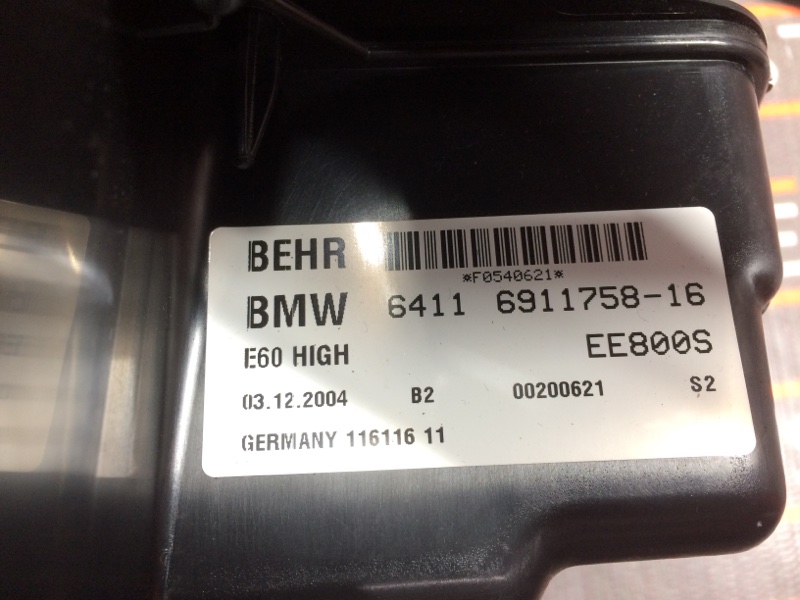 BEHR
*F0540621*
BMW 6411 6911758-16
E60 HIGH EE800S
03.12.2004 B2 00200621 S2
GERMANY 116116 11